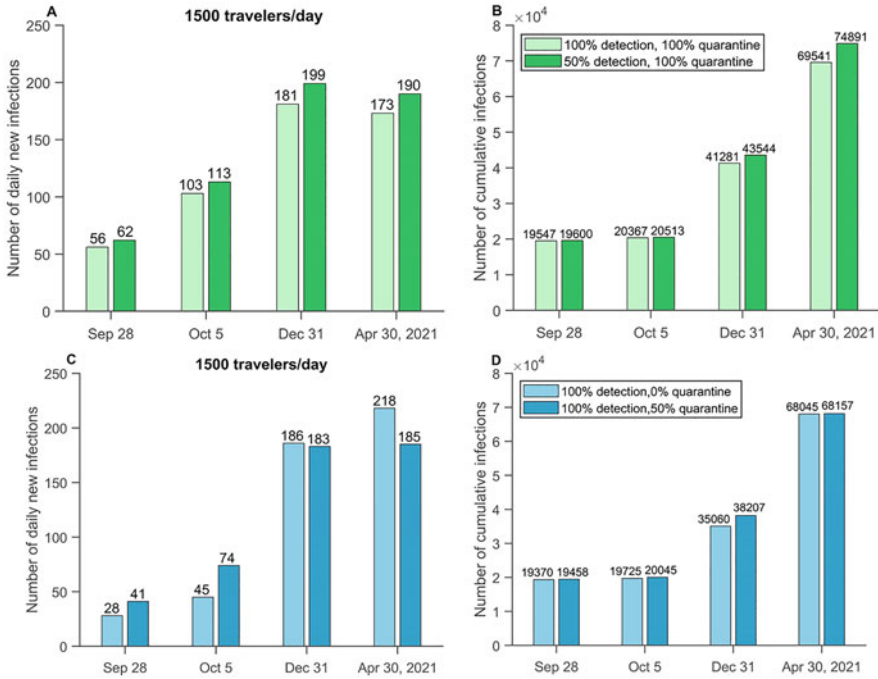 A
1500 travelers/day
Number of daily new infections
250
200
150
100
50
0
56
62
103
113
181
199
173
190
Sep 28
Oct 5
Dec 31
Apr 30, 2021
B
×10⁴
Number of cumulative infections
8
7
6
5
4
3
2
1
0
100% detection, 100% quarantine
50% detection, 100% quarantine
19547
19600
20367
20513
41281
43544
69541
74891
Sep 28
Oct 5
Dec 31
Apr 30, 2021
C
1500 travelers/day
Number of daily new infections
250
200
150
100
50
0
28
41
45
74
186
183
218
185
Sep 28
Oct 5
Dec 31
Apr 30, 2021
D
×10⁴
Number of cumulative infections
8
7
6
5
4
3
2
1
0
100% detection,0% quarantine
100% detection,50% quarantine
19370
19458
19725
20045
35060
38207
68045
68157
Sep 28
Oct 5
Dec 31
Apr 30, 2021